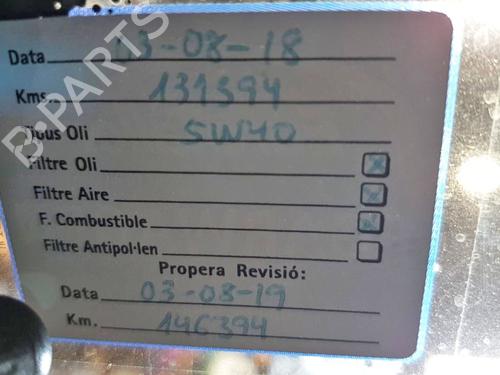 Data 03-08-18
Kms. 131394
Tipus Oli 5W40
Filtre Oli
Filtre Aire
F. Combustible
Filtre Antipol·len
Propera Revisió:
Data 03-08-19
Km. 146394
B-PARTS